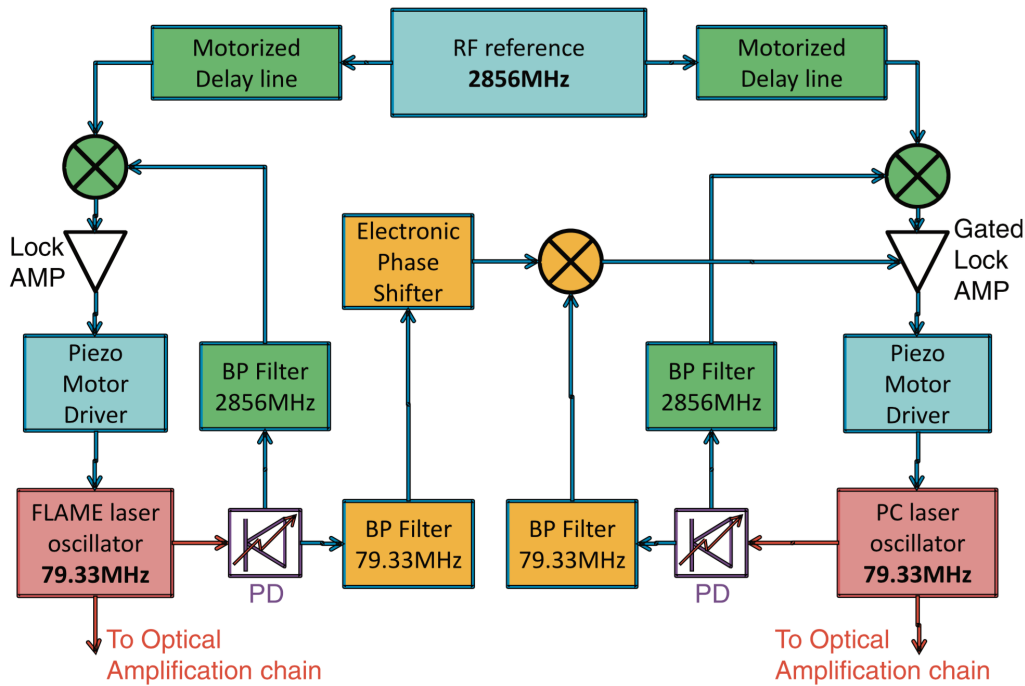 Motorized
Delay line
RF reference
2856MHz
Motorized
Delay line
Lock
AMP
Electronic
Phase
Shifter
Gated
Lock
AMP
Piezo
Motor
Driver
BP Filter
2856MHz
BP Filter
2856MHz
Piezo
Motor
Driver
FLAME laser
oscillator
79.33MHz
PD
BP Filter
79.33MHz
BP Filter
79.33MHz
PD
PC laser
oscillator
79.33MHz
To Optical
Amplification chain
To Optical
Amplification chain